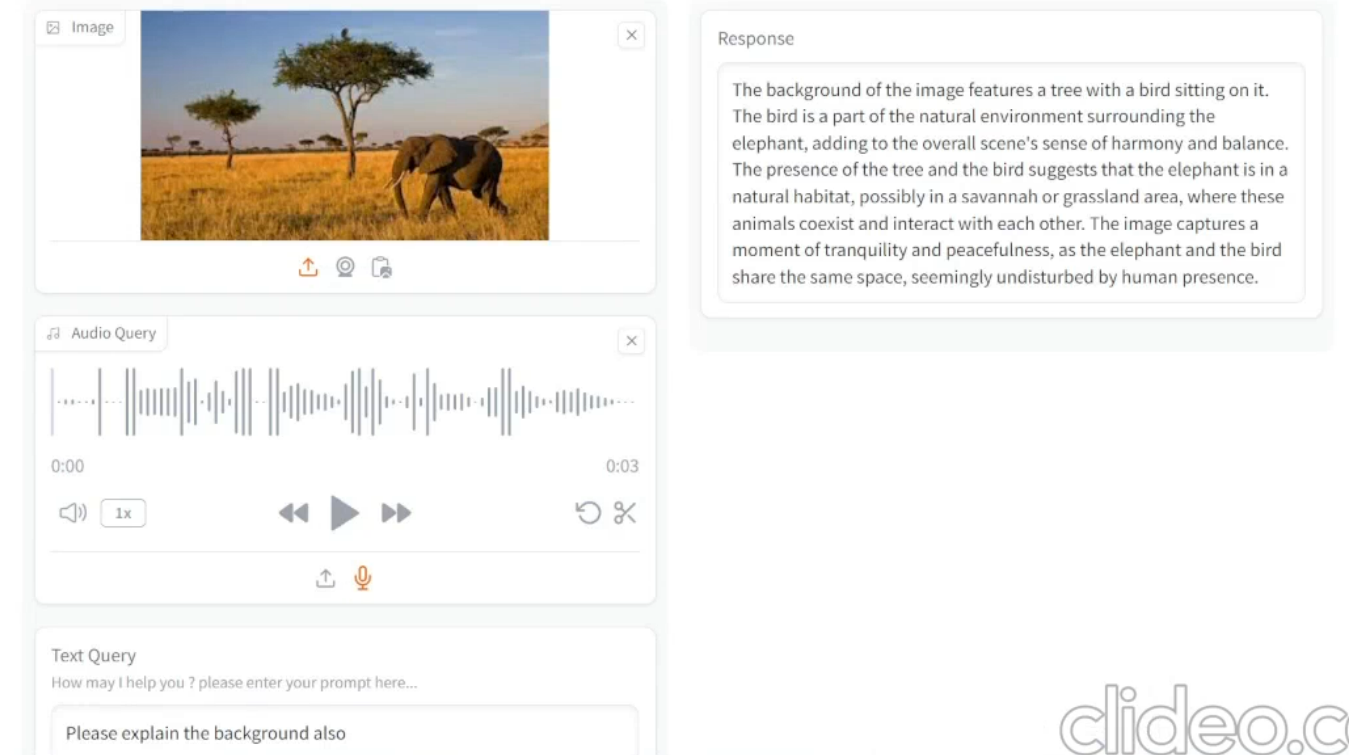 Image
Audio Query
0:00
0:03
1x
Text Query
How may I help you ? please enter your prompt here...
Please explain the background also
Response
The background of the image features a tree with a bird sitting on it.
The bird is a part of the natural environment surrounding the
elephant, adding to the overall scene's sense of harmony and balance.
The presence of the tree and the bird suggests that the elephant is in a
natural habitat, possibly in a savannah or grassland area, where these
animals coexist and interact with each other. The image captures a
moment of tranquility and peacefulness, as the elephant and the bird
share the same space, seemingly undisturbed by human presence.
clideo.c